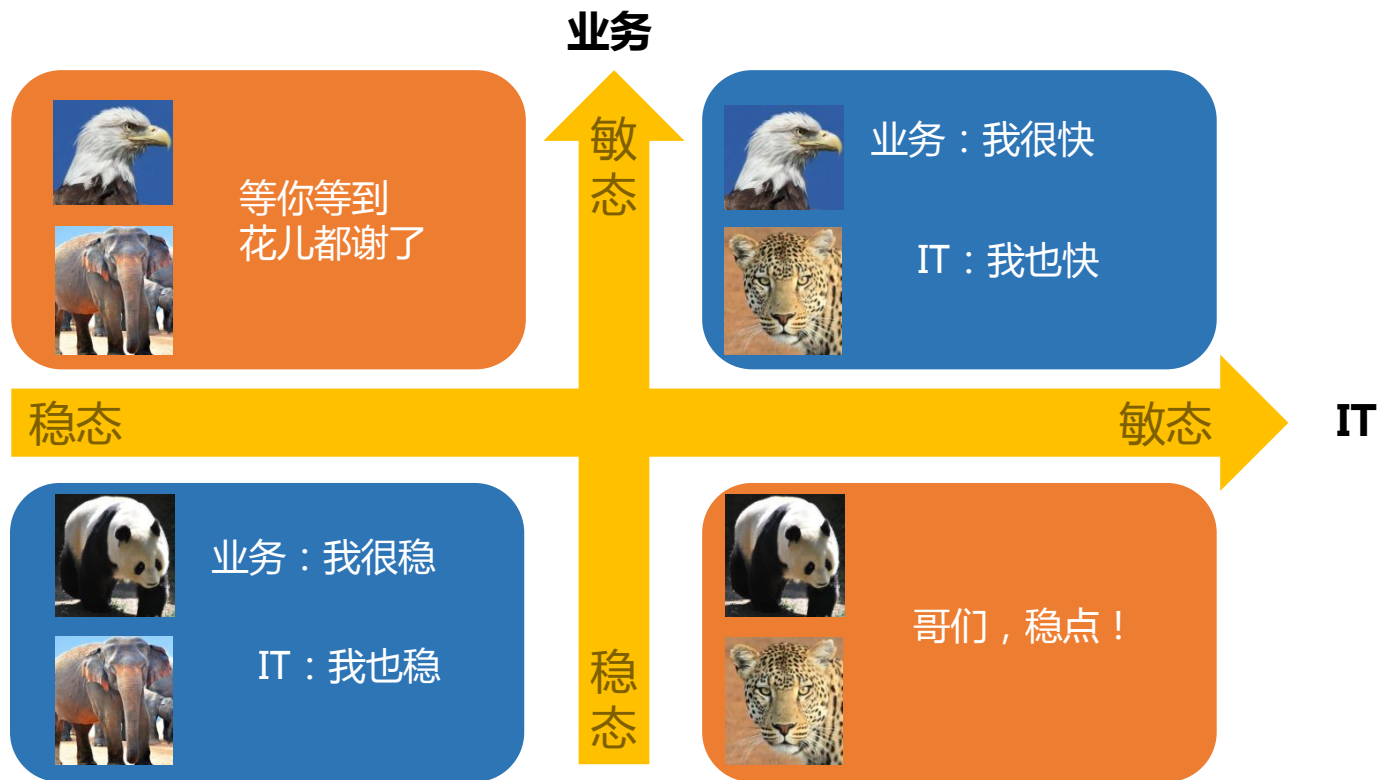 业务
敏
态
等你等到
花儿都谢了
业务：我很快
IT：我也快
稳态
敏态
IT
业务：我很稳
IT：我也稳
稳
态
哥们，稳点！